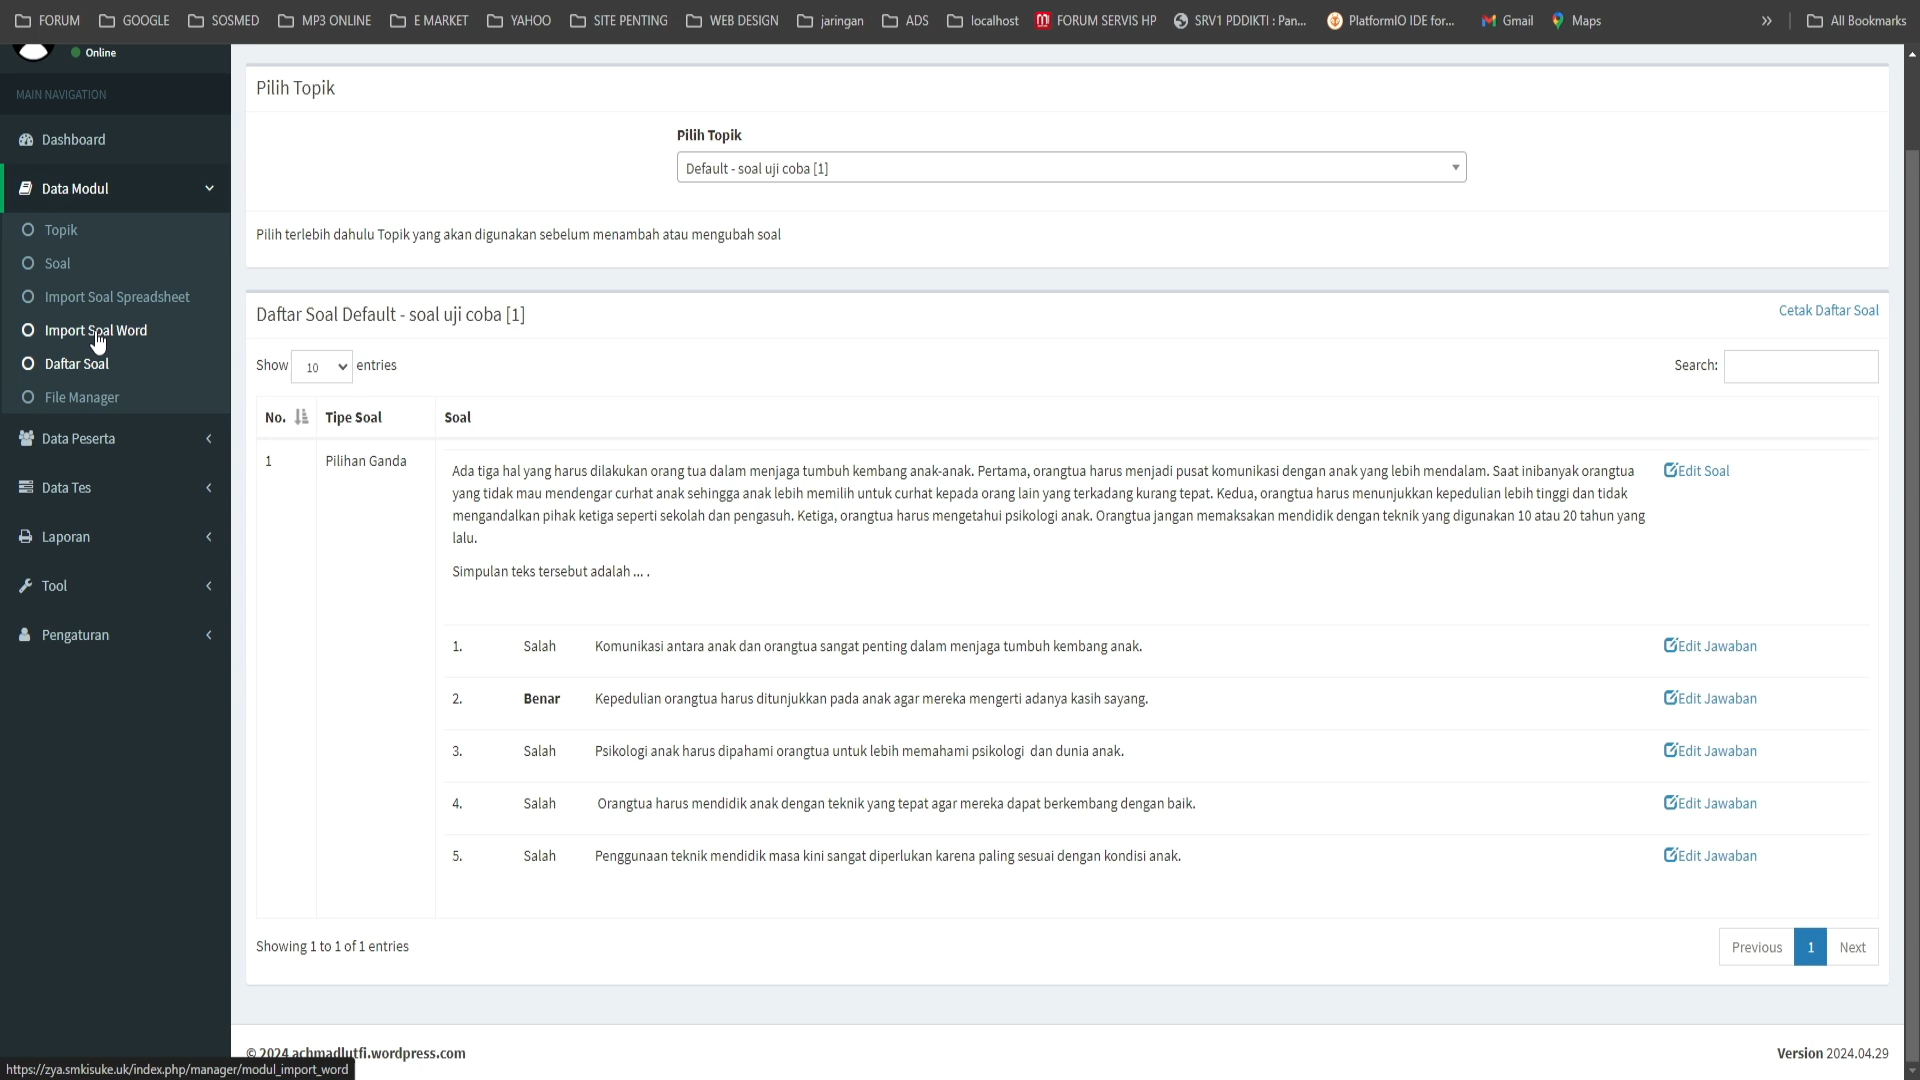 FORUM GOOGLE SOSMED MP3 ONLINE E MARKET YAHOO SITE PENTING WEB DESIGN jaringan ADS localhost FORUM SERVIS HP SRV1 PDDIKTI : Pan... PlatformIO IDE for... Gmail Maps » All Bookmarks
Online
MAIN NAVIGATION
Dashboard
Data Modul
Topik
Soal
Import Soal Spreadsheet
Import Soal Word
Daftar Soal
File Manager
Data Peserta
Data Tes
Laporan
Tool
Pengaturan
Pilih Topik
Pilih Topik
Default - soal uji coba [1]
Pilih terlebih dahulu Topik yang akan digunakan sebelum menambah atau mengubah soal
Daftar Soal Default - soal uji coba [1]
Cetak Daftar Soal
Show 10 entries
Search:
No. Tipe Soal Soal
1 Pilihan Ganda
Ada tiga hal yang harus dilakukan orang tua dalam menjaga tumbuh kembang anak-anak. Pertama, orangtua harus menjadi pusat komunikasi dengan anak yang lebih mendalam. Saat inibanyak orangtua
yang tidak mau mendengar curhat anak sehingga anak lebih memilih untuk curhat kepada orang lain yang terkadang kurang tepat. Kedua, orangtua harus menunjukkan kepedulian lebih tinggi dan tidak
mengandalkan pihak ketiga seperti sekolah dan pengasuh. Ketiga, orangtua harus mengetahui psikologi anak. Orangtua jangan memaksakan mendidik dengan teknik yang digunakan 10 atau 20 tahun yang
lalu.
Edit Soal
Simpulan teks tersebut adalah ... .
1. Salah Komunikasi antara anak dan orangtua sangat penting dalam menjaga tumbuh kembang anak. Edit Jawaban
2. Benar Kepedulian orangtua harus ditunjukkan pada anak agar mereka mengerti adanya kasih sayang. Edit Jawaban
3. Salah Psikologi anak harus dipahami orangtua untuk lebih memahami psikologi dan dunia anak. Edit Jawaban
4. Salah Orangtua harus mendidik anak dengan teknik yang tepat agar mereka dapat berkembang dengan baik. Edit Jawaban
5. Salah Penggunaan teknik mendidik masa kini sangat diperlukan karena paling sesuai dengan kondisi anak. Edit Jawaban
Showing 1 to 1 of 1 entries
Previous 1 Next
© 2024 achmadlutfi.wordpress.com
Version 2024.04.29
https://zya.smkisuke.uk/index.php/manager/modul_import_word